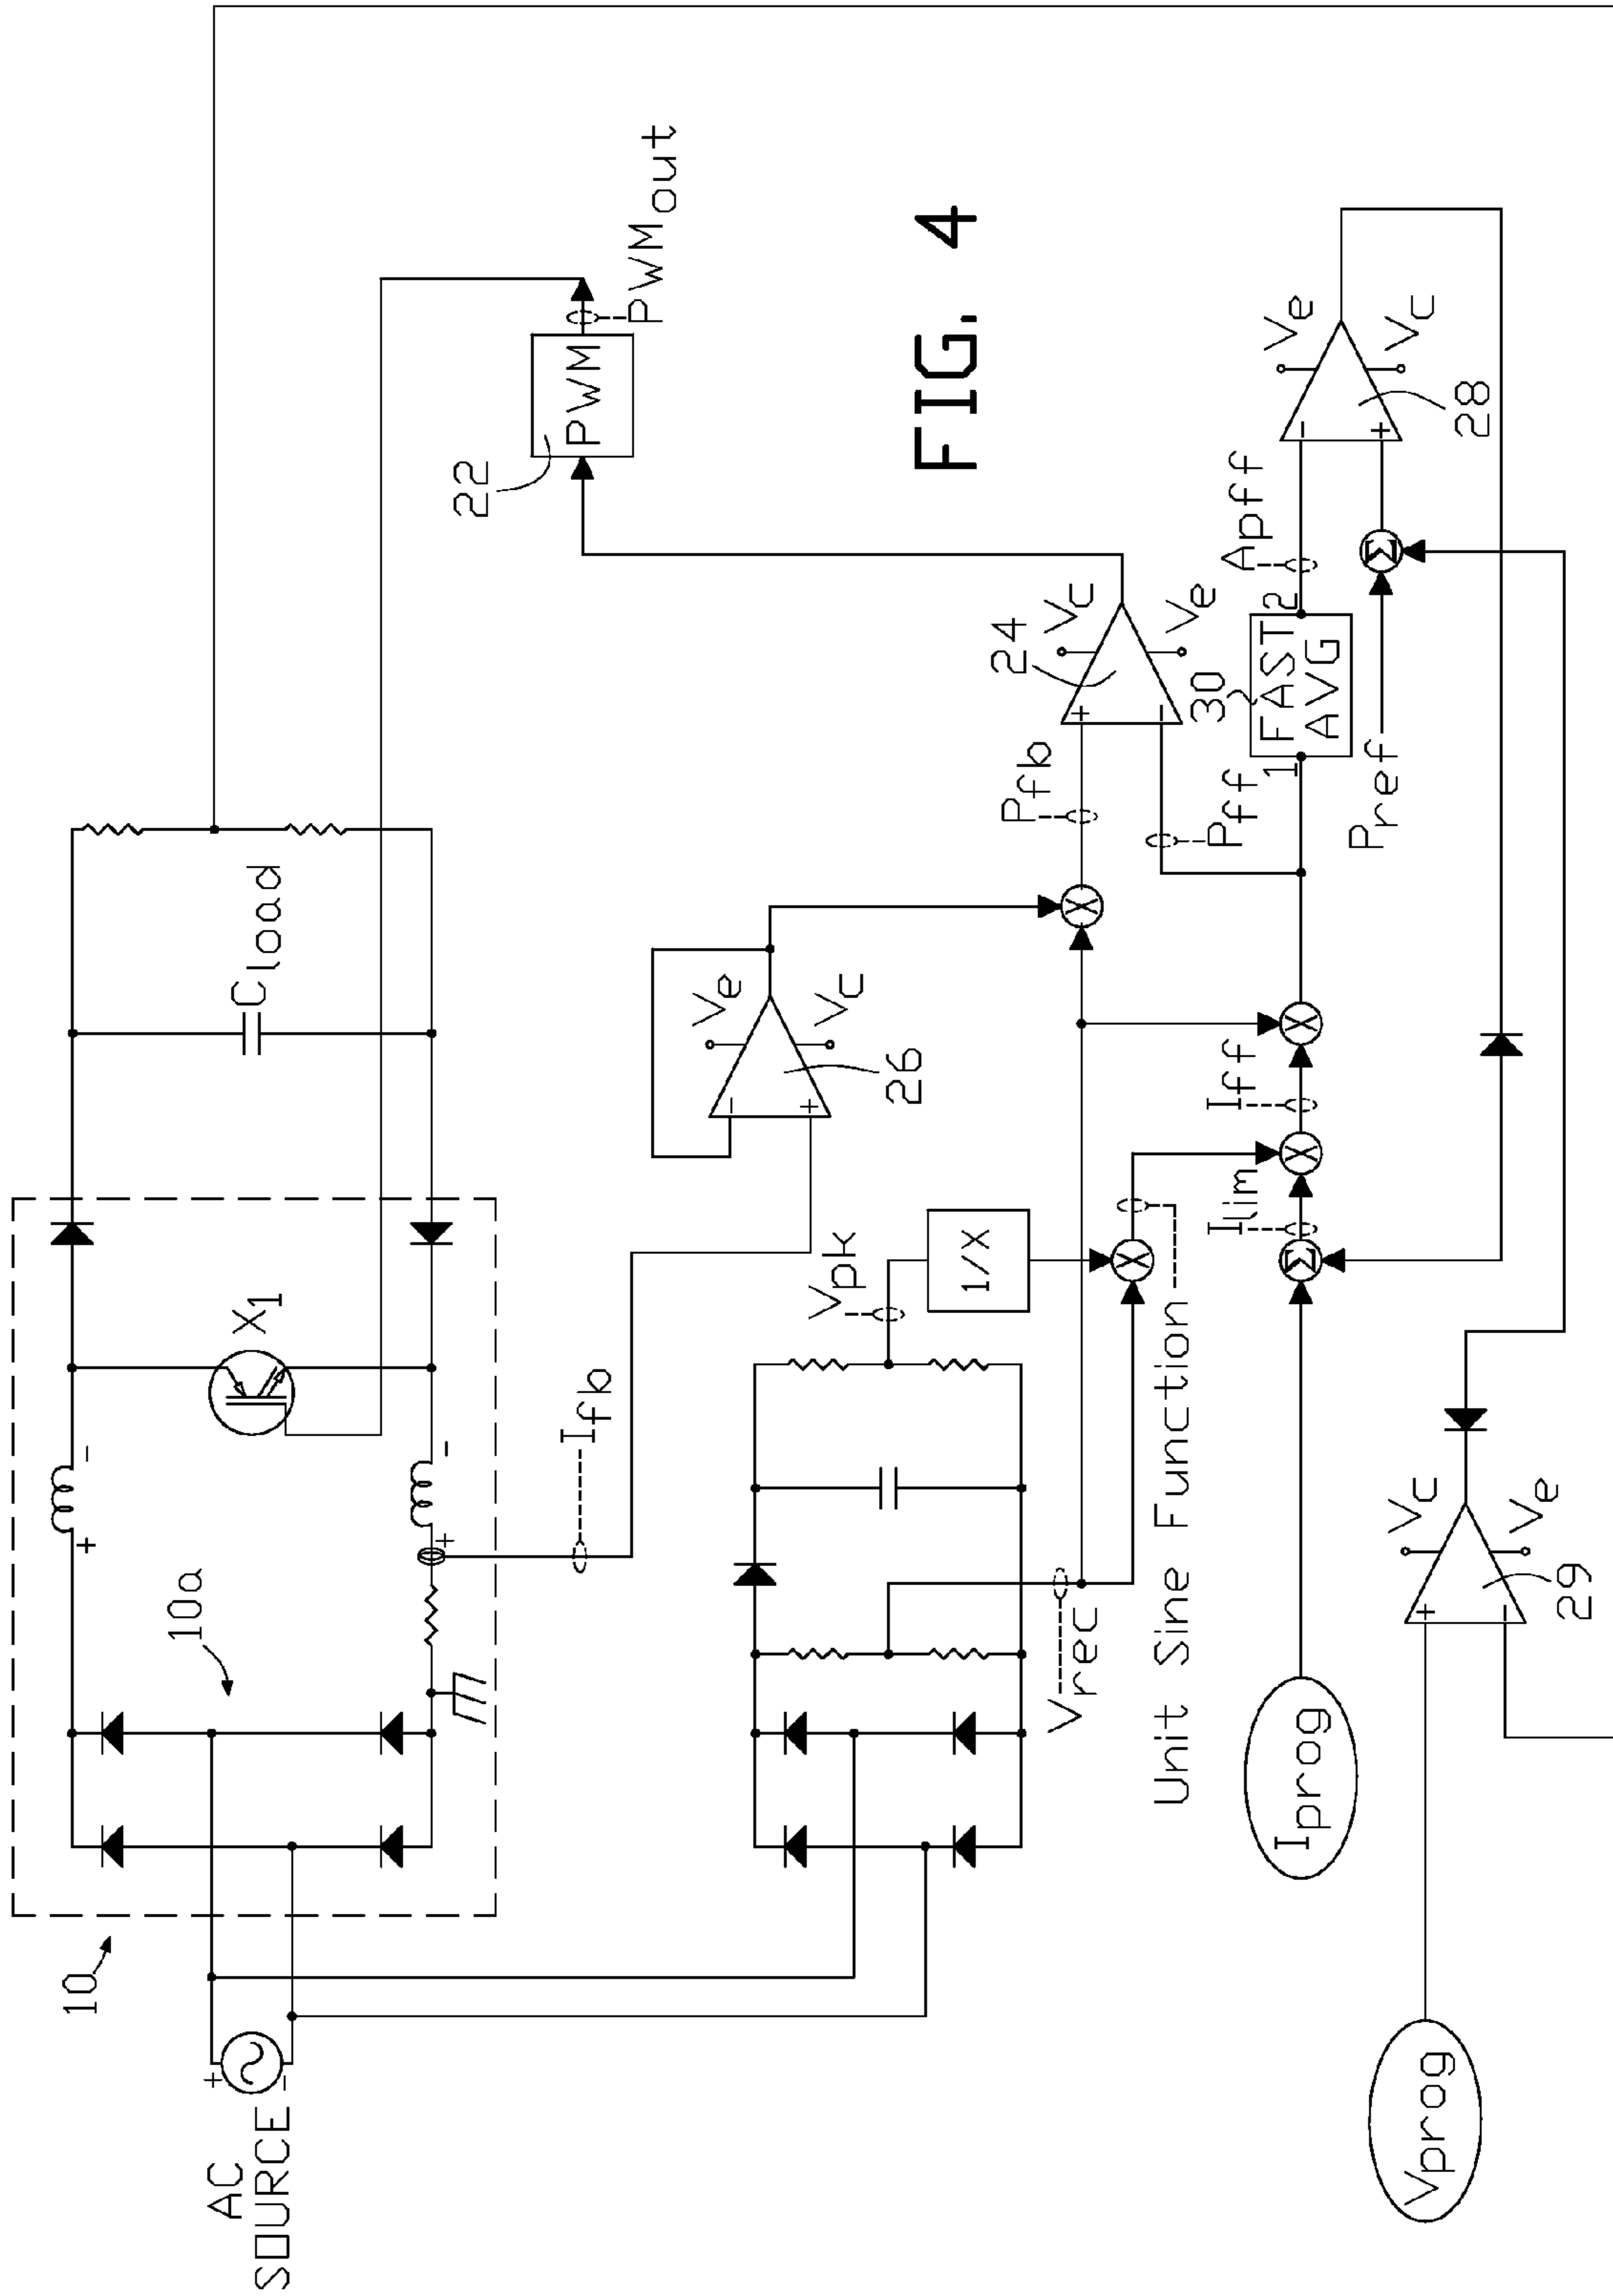 FIG. 4
AC
SOURCE
+
-
10
10a
+
-
+
-
X1
Cload
Ifb
PWM
22
PWMout
Vpk
1/X
Vrec
Unit Sine Function
-
+
Ve
Vc
26
Pfb
Pff
+
-
24
Vc
Ve
X
X
X
X
Iprog
Σ
Ilim
Iff
1
FAST
AVG
2
30
Apff
Pref
Σ
-
+
Ve
Vc
28
Vprog
+
-
Vc
Ve
29